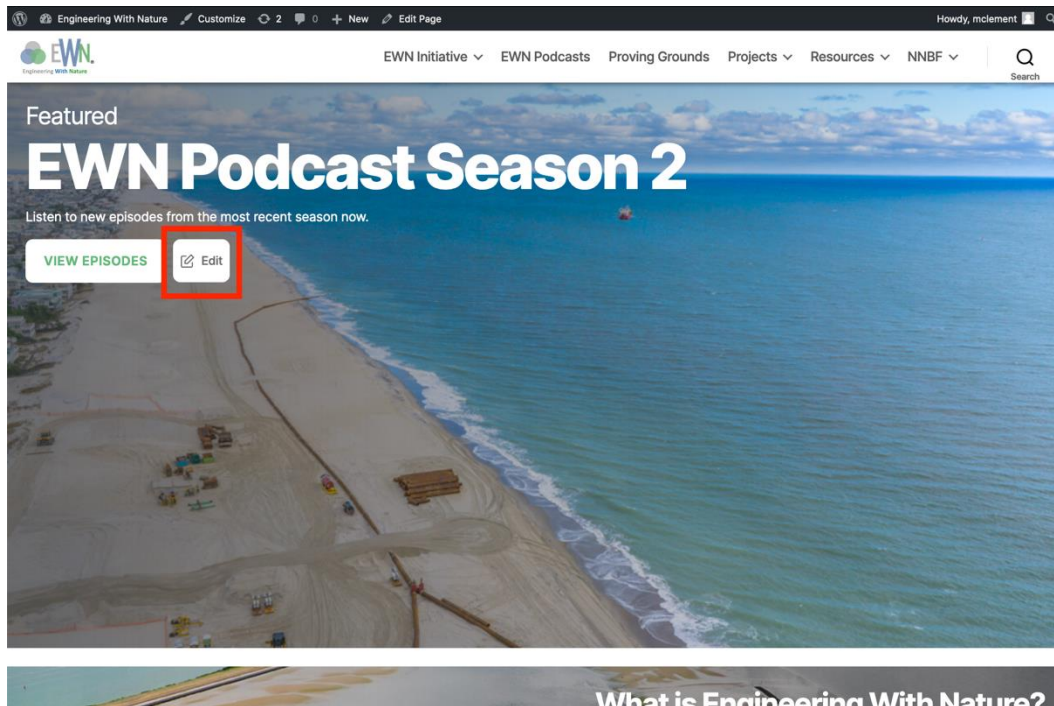 Engineering With Nature Customize 2 0 New Edit Page Howdy, mclement
EWN.
Engineering With Nature
EWN Initiative EWN Podcasts Proving Grounds Projects Resources NNBF
Search
Featured
EWN Podcast Season 2
Listen to new episodes from the most recent season now.
VIEW EPISODES Edit
What is Engineering With Nature?